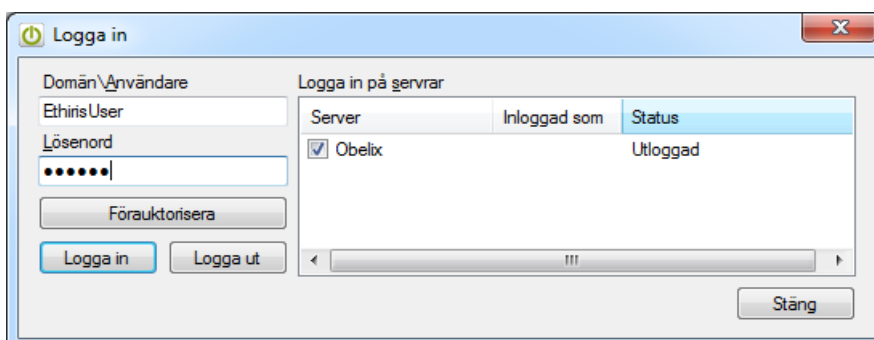 Logga in
Domän\Användare
EthirisUser
Lösenord
••••••
Förauktorisera
Logga in Logga ut
Logga in på servrar
Server Inloggad som Status
Obelix Utloggad
Stäng